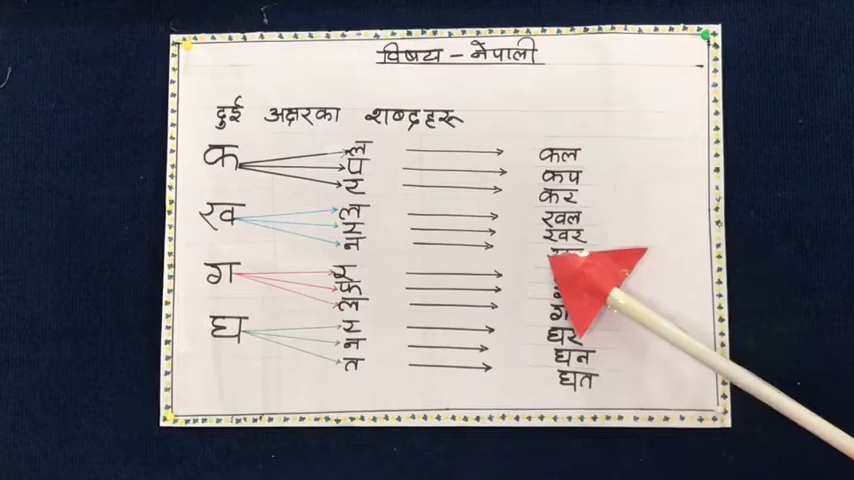 विषय - नेपाली
दुई अक्षरका शब्दहरू
क ल कल
प कप
र कर
ख ल खल
र खर
न
ग
क
ल
घ र घर
न घन
त घत